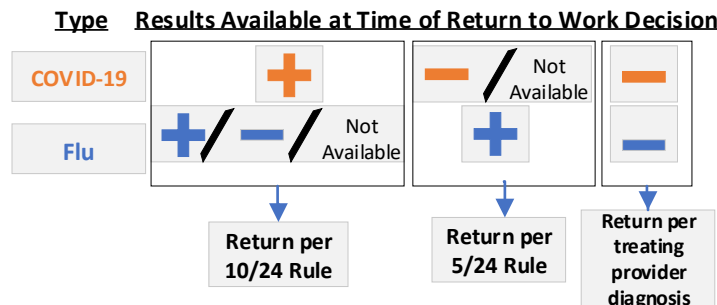 Type Results Available at Time of Return to Work Decision
COVID-19
Not
Available
Flu
Not
Available
Return per
10/24 Rule
Return per
5/24 Rule
Return per
treating
provider
diagnosis